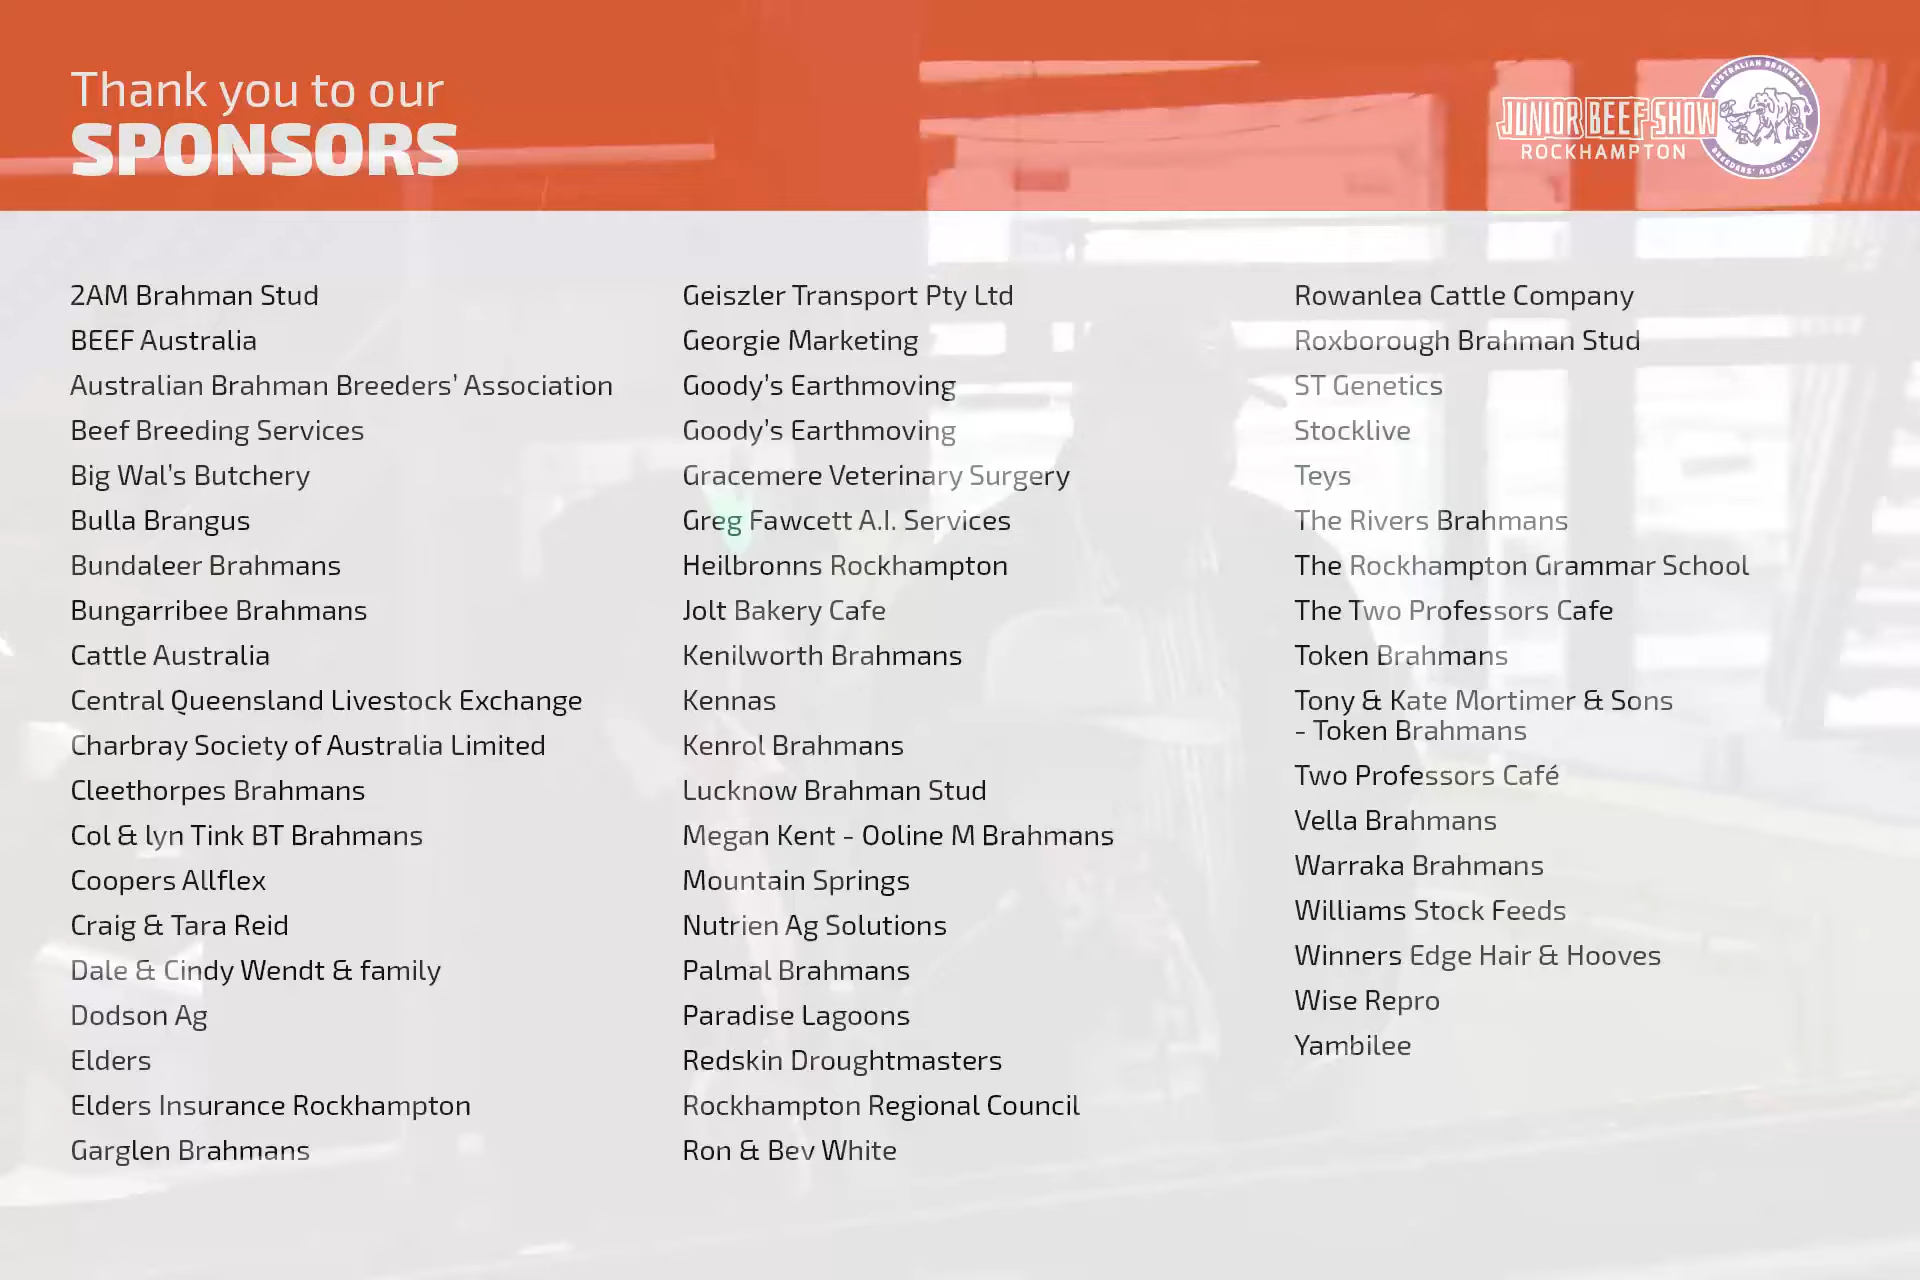 Thank you to our
SPONSORS
JUNIOR BEEF SHOW
ROCKHAMPTON
AUSTRALIAN BRAHMAN
BREEDERS' ASSOC. LTD.
2AM Brahman Stud
BEEF Australia
Australian Brahman Breeders’ Association
Beef Breeding Services
Big Wal’s Butchery
Bulla Brangus
Bundaleer Brahmans
Bungarribee Brahmans
Cattle Australia
Central Queensland Livestock Exchange
Charbray Society of Australia Limited
Cleethorpes Brahmans
Col & lyn Tink BT Brahmans
Coopers Allflex
Craig & Tara Reid
Dale & Cindy Wendt & family
Dodson Ag
Elders
Elders Insurance Rockhampton
Garglen Brahmans
Geiszler Transport Pty Ltd
Georgie Marketing
Goody’s Earthmoving
Goody’s Earthmoving
Gracemere Veterinary Surgery
Greg Fawcett A.I. Services
Heilbronns Rockhampton
Jolt Bakery Cafe
Kenilworth Brahmans
Kennas
Kenrol Brahmans
Lucknow Brahman Stud
Megan Kent - Ooline M Brahmans
Mountain Springs
Nutrien Ag Solutions
Palmal Brahmans
Paradise Lagoons
Redskin Droughtmasters
Rockhampton Regional Council
Ron & Bev White
Rowanlea Cattle Company
Roxborough Brahman Stud
ST Genetics
Stocklive
Teys
The Rivers Brahmans
The Rockhampton Grammar School
The Two Professors Cafe
Token Brahmans
Tony & Kate Mortimer & Sons
- Token Brahmans
Two Professors Café
Vella Brahmans
Warraka Brahmans
Williams Stock Feeds
Winners Edge Hair & Hooves
Wise Repro
Yambilee